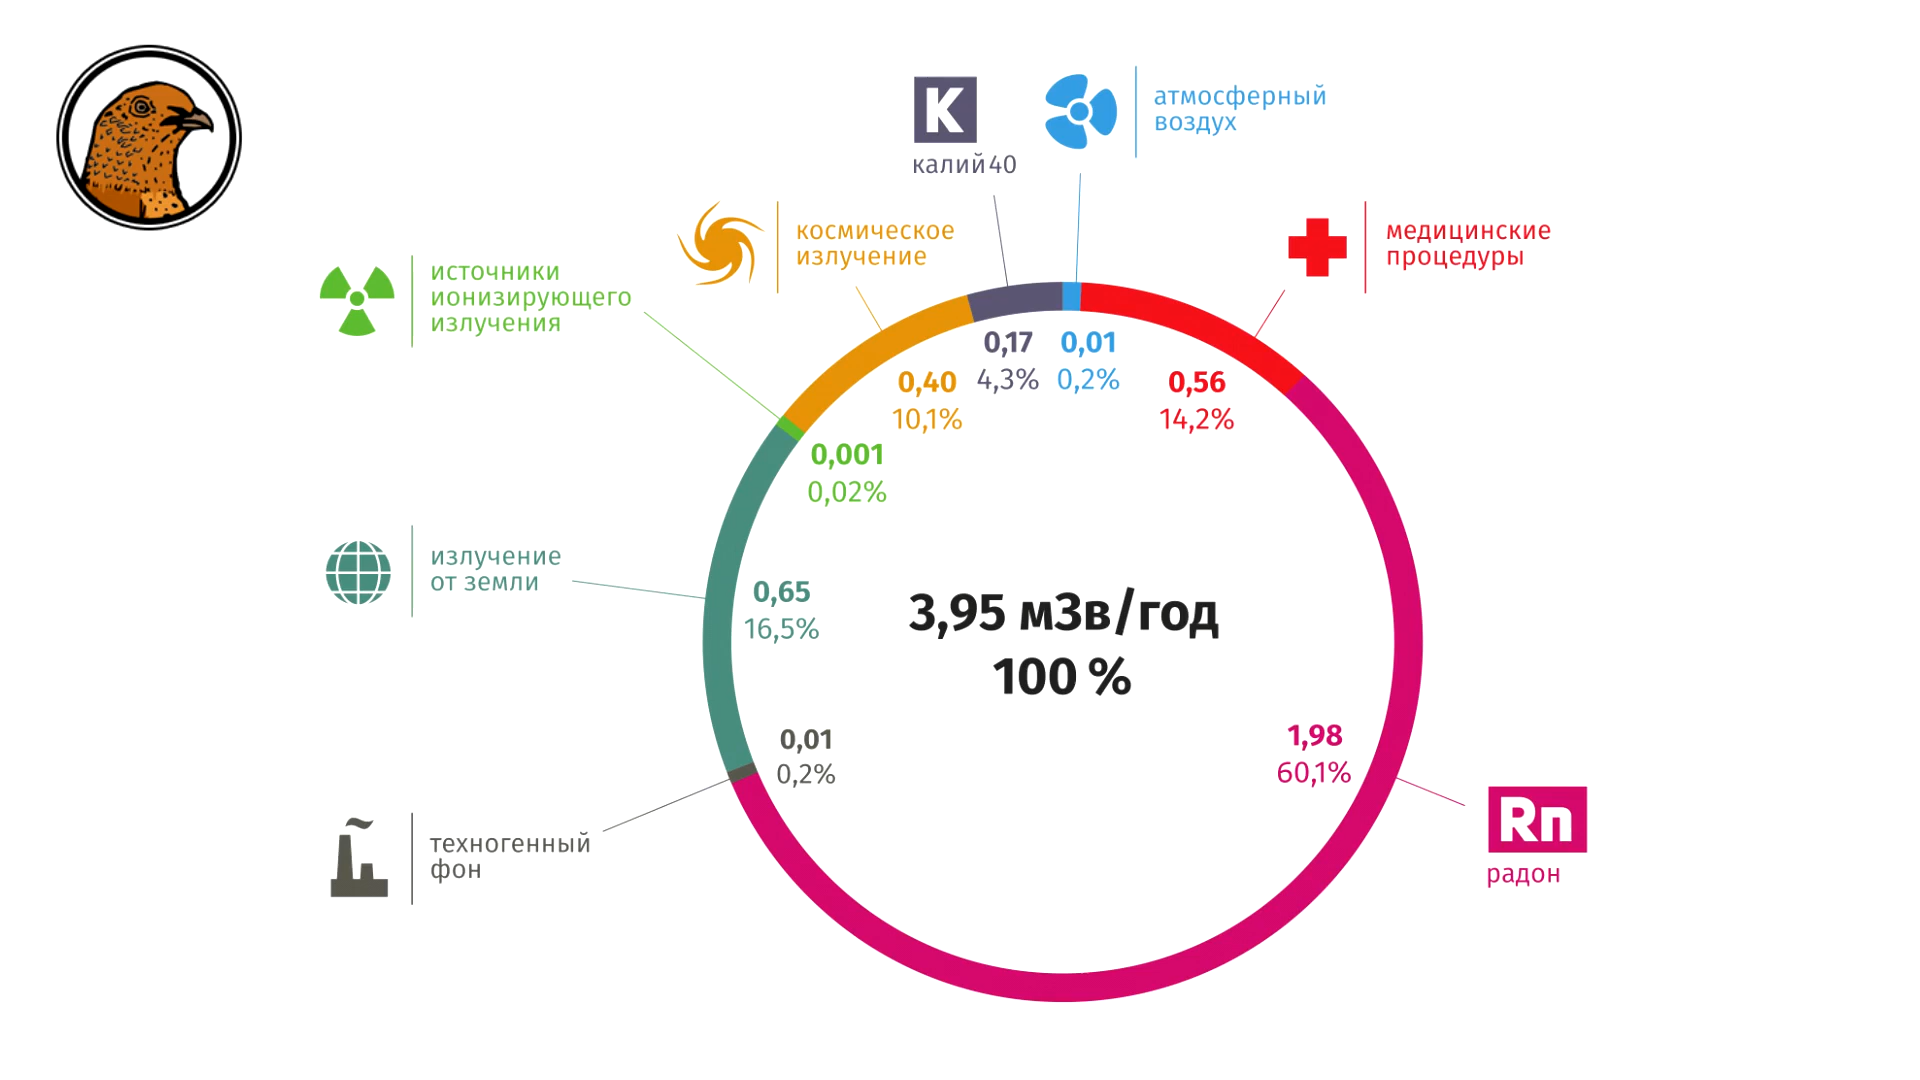 K
калий40
атмосферный
воздух
космическое
излучение
медицинские
процедуры
источники
ионизирующего
излучения
0,17
4,3%
0,01
0,2%
0,40
10,1%
0,56
14,2%
0,001
0,02%
излучение
от земли
0,65
16,5%
3,95 мЗв/год
100 %
0,01
0,2%
1,98
60,1%
техногенный
фон
Rn
радон